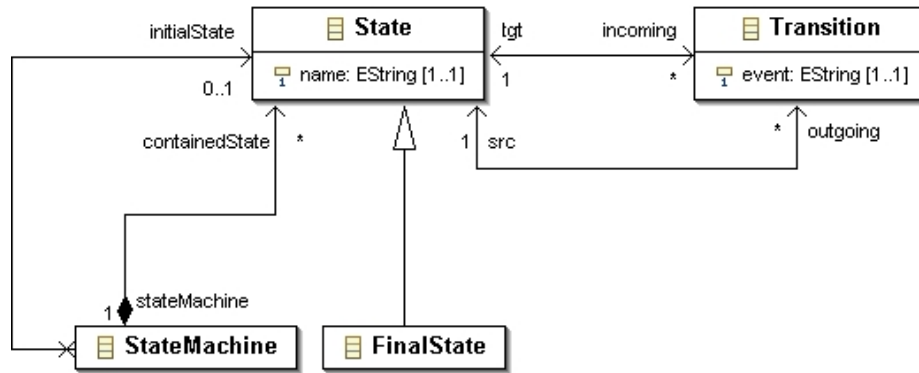 initialState
State
tgt
incoming
Transition
name: EString [1..1]
event: EString [1..1]
0..1
1
*
containedState
*
1
src
*
outgoing
1
stateMachine
StateMachine
FinalState